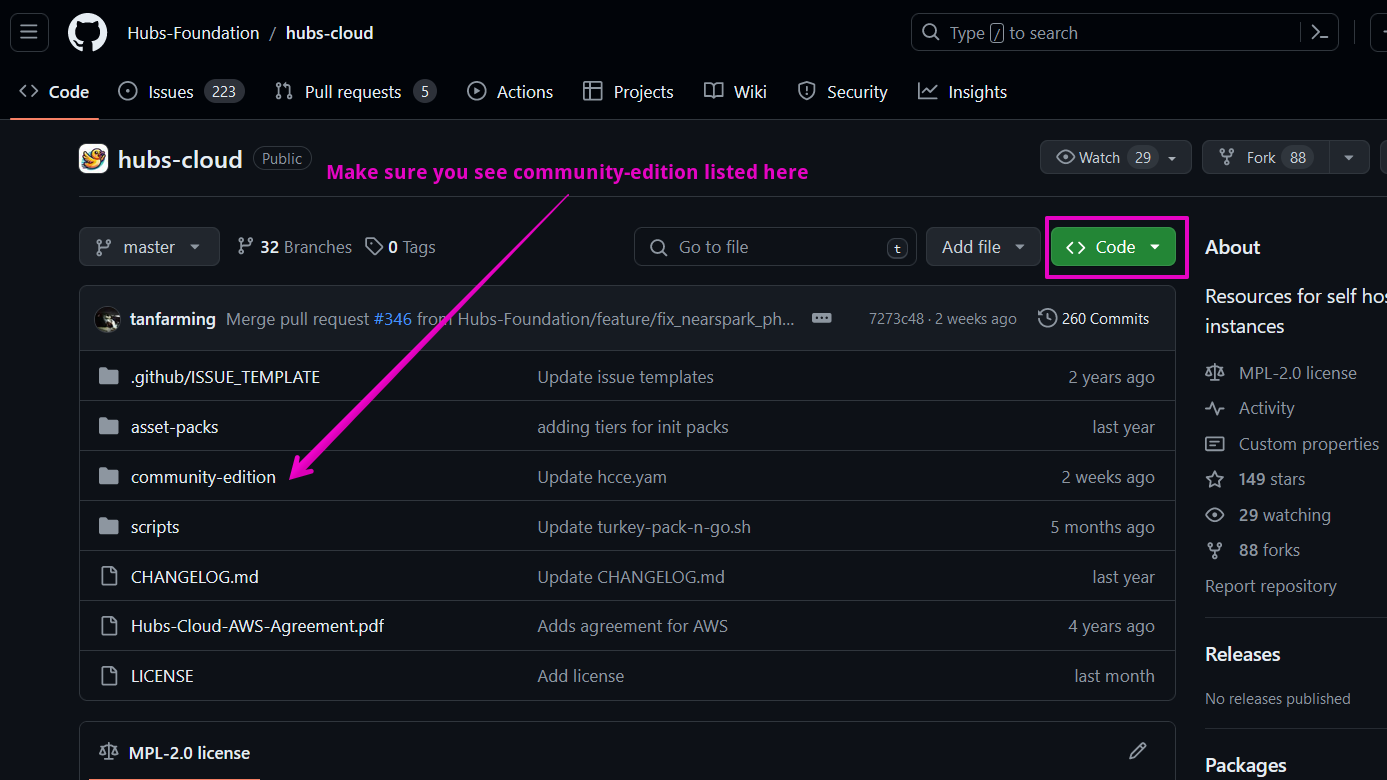 Hubs-Foundation / hubs-cloud
Type / to search
Code Issues 223 Pull requests 5 Actions Projects Wiki Security Insights
hubs-cloud Public
Watch 29 Fork 88
Make sure you see community-edition listed here
master 32 Branches 0 Tags
Go to file t
Add file
Code
tanfarming Merge pull request #346 from Hubs-Foundation/feature/fix_nearspark_ph... 7273c48 · 2 weeks ago 260 Commits
.github/ISSUE_TEMPLATE Update issue templates 2 years ago
asset-packs adding tiers for init packs last year
community-edition Update hcce.yam 2 weeks ago
scripts Update turkey-pack-n-go.sh 5 months ago
CHANGELOG.md Update CHANGELOG.md last year
Hubs-Cloud-AWS-Agreement.pdf Adds agreement for AWS 4 years ago
LICENSE Add license last month
MPL-2.0 license
About
Resources for self hos
instances
MPL-2.0 license
Activity
Custom properties
149 stars
29 watching
88 forks
Report repository
Releases
No releases published
Packages